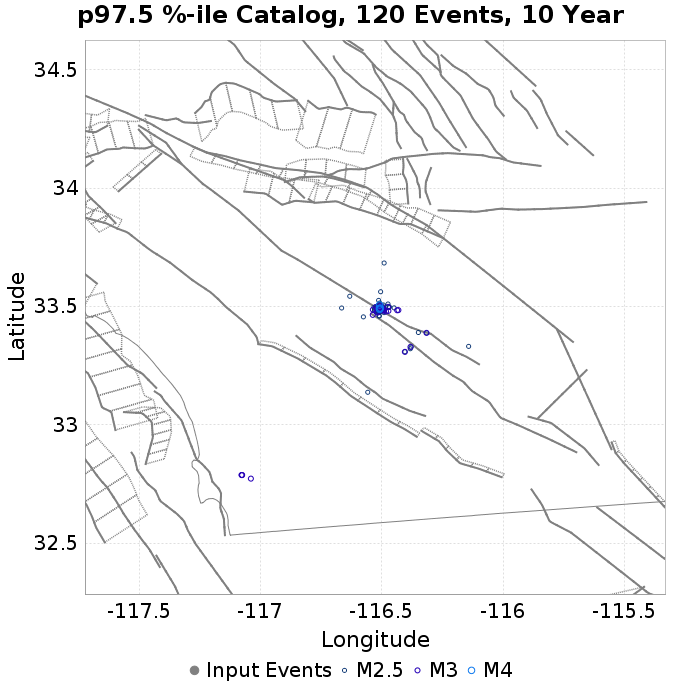 p97.5 %-ile Catalog, 120 Events, 10 Year
34.5
34
33.5
33
32.5
Latitude
-117.5 -117 -116.5 -116 -115.5
Longitude
Input Events M2.5 M3 M4